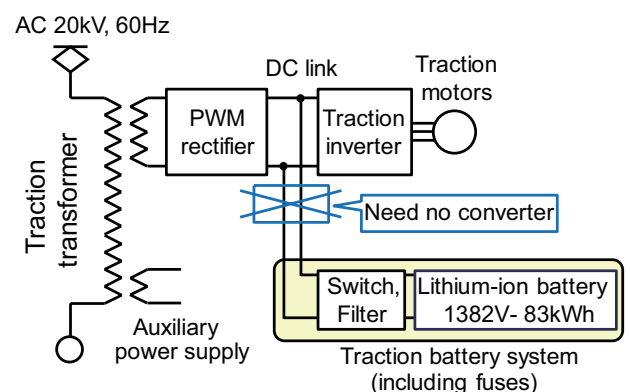 AC 20kV, 60Hz
DC link
Traction
motors
PWM
rectifier
Traction
inverter
Traction
transformer
Need no converter
Switch,
Filter
Lithium-ion battery
1382V- 83kWh
Auxiliary
power supply
Traction battery system
(including fuses)